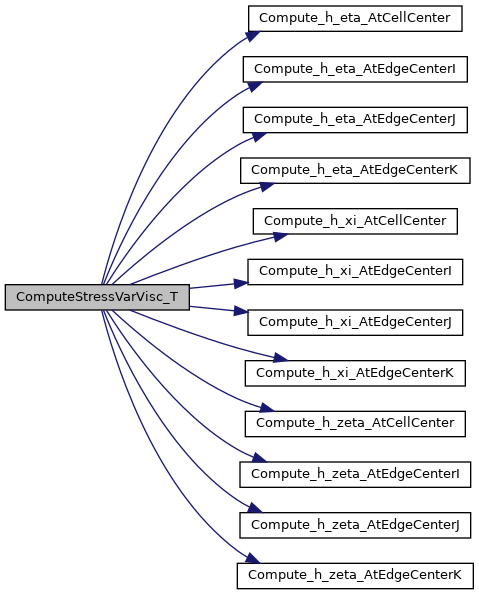 Compute_h_eta_AtCellCenter
Compute_h_eta_AtEdgeCenterI
Compute_h_eta_AtEdgeCenterJ
Compute_h_eta_AtEdgeCenterK
Compute_h_xi_AtCellCenter
Compute_h_xi_AtEdgeCenterI
ComputeStressVarVisc_T
Compute_h_xi_AtEdgeCenterJ
Compute_h_xi_AtEdgeCenterK
Compute_h_zeta_AtCellCenter
Compute_h_zeta_AtEdgeCenterI
Compute_h_zeta_AtEdgeCenterJ
Compute_h_zeta_AtEdgeCenterK